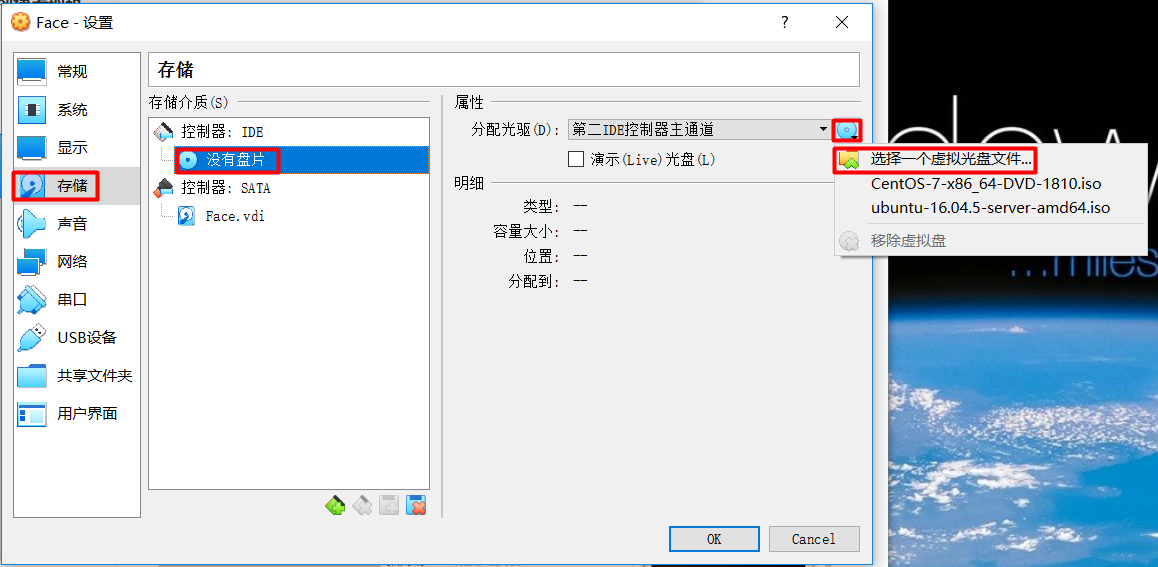 Face - 设置
?
常规
系统
显示
存储
声音
网络
串口
USB设备
共享文件夹
用户界面
存储
存储介质(S)
控制器: IDE
没有盘片
控制器: SATA
Face.vdi
属性
分配光驱(D): 第二IDE控制器主通道
演示(Live)光盘(L)
明细
类型: --
容量大小: --
位置: --
分配到: --
选择一个虚拟光盘文件...
CentOS-7-x86_64-DVD-1810.iso
ubuntu-16.04.5-server-amd64.iso
移除虚拟盘
...miles
OK
Cancel